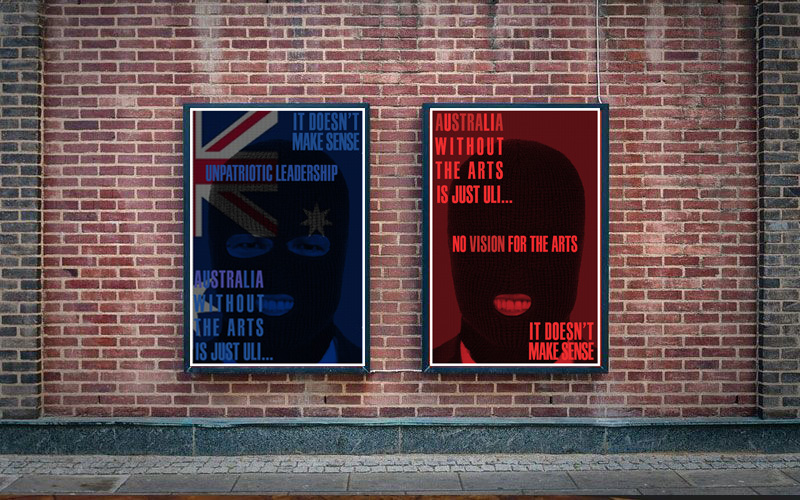 IT DOESN'T
MAKE SENSE
UNPATRIOTIC LEADERSHIP
AUSTRALIA
WITHOUT
THE ARTS
IS JUST ULI...
AUSTRALIA
WITHOUT
THE ARTS
IS JUST ULI...
NO VISION FOR THE ARTS
IT DOESN'T
MAKE SENSE